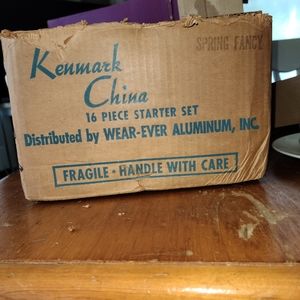 SPRING FANCY
Kenmark
China
16 PIECE STARTER SET
Distributed by WEAR-EVER ALUMINUM, INC.
FRAGILE • HANDLE WITH CARE